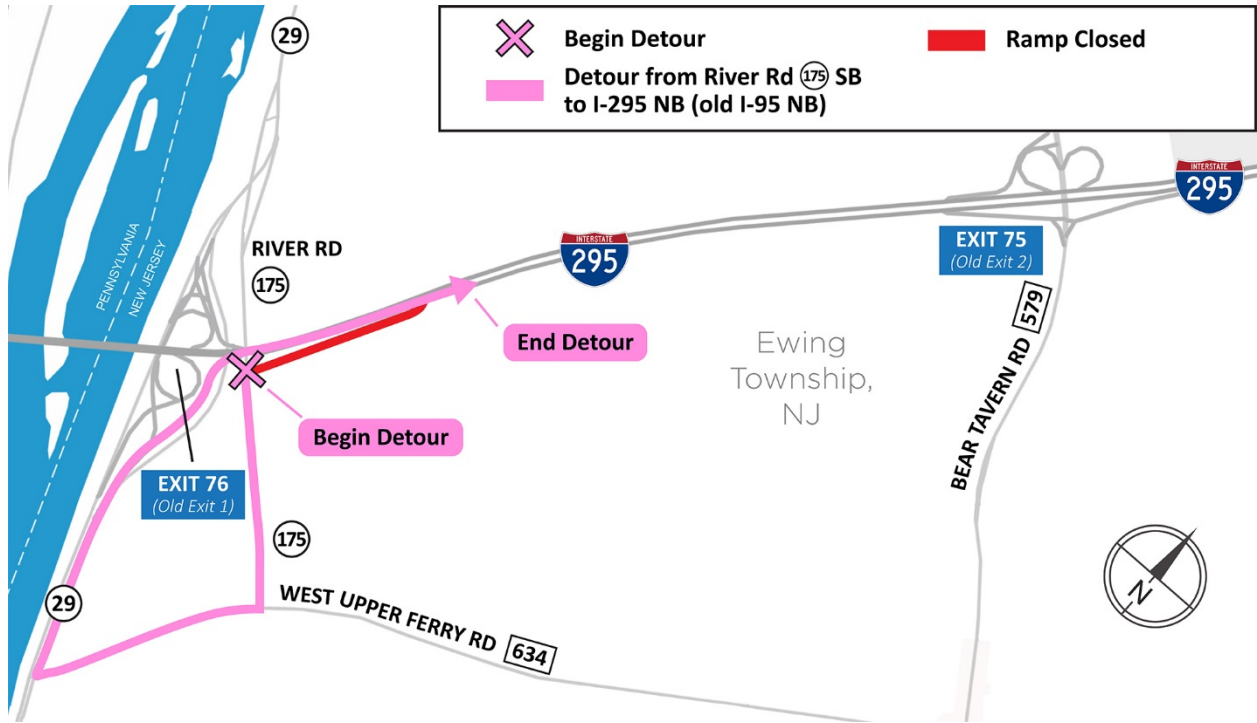 Begin Detour
Ramp Closed
Detour from River Rd 175 SB
to I-295 NB (old I-95 NB)
29
PENNSYLVANIA
NEW JERSEY
RIVER RD
175
INTERSTATE
295
INTERSTATE
295
EXIT 75
(Old Exit 2)
End Detour
Ewing
Township,
NJ
BEAR TAVERN RD 579
Begin Detour
EXIT 76
(Old Exit 1)
175
29
WEST UPPER FERRY RD 634
N